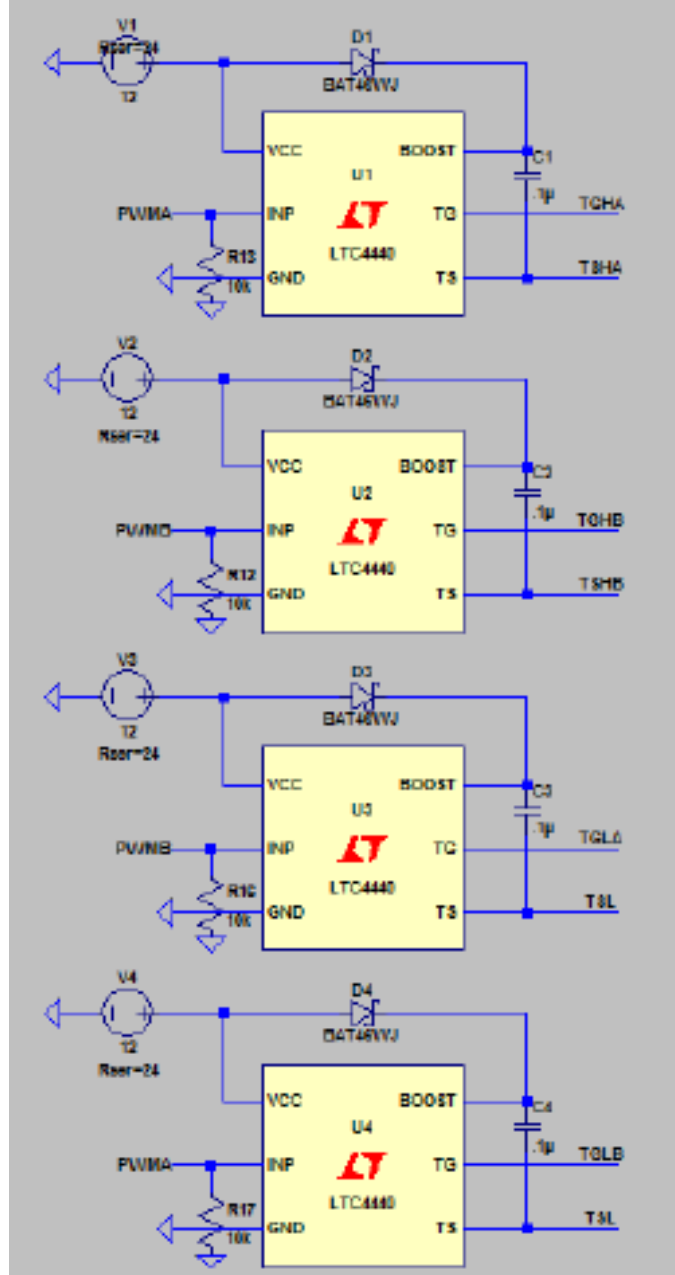 V1
Rser=24
12
D1
BAT46WJ
VCC
BOOST
U1
C1
.1µ
PWMA
INP
TG
TGHA
LTC4440
R13
10k
GND
TS
TSHA
V2
12
Rser=24
D2
BAT46WJ
VCC
BOOST
U2
C2
.1µ
PWMB
INP
TG
TGHB
LTC4440
R12
10k
GND
TS
TSHB
V3
12
Rser=24
D3
BAT46WJ
VCC
BOOST
U3
C3
.1µ
PWMB
INP
TG
TGLA
LTC4440
10k
GND
TS
TSL
V4
12
Rser=24
D4
BAT46WJ
VCC
BOOST
U4
C4
.1µ
PWMA
INP
TG
TGLB
LTC4440
R17
10k
GND
TS
TSL